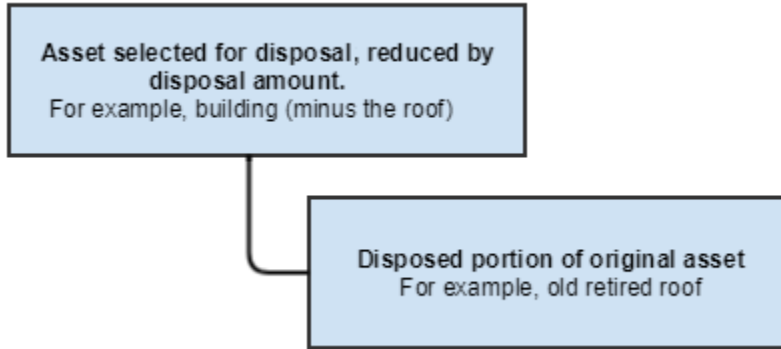 Asset selected for disposal, reduced by
disposal amount.
For example, building (minus the roof)
Disposed portion of original asset
For example, old retired roof